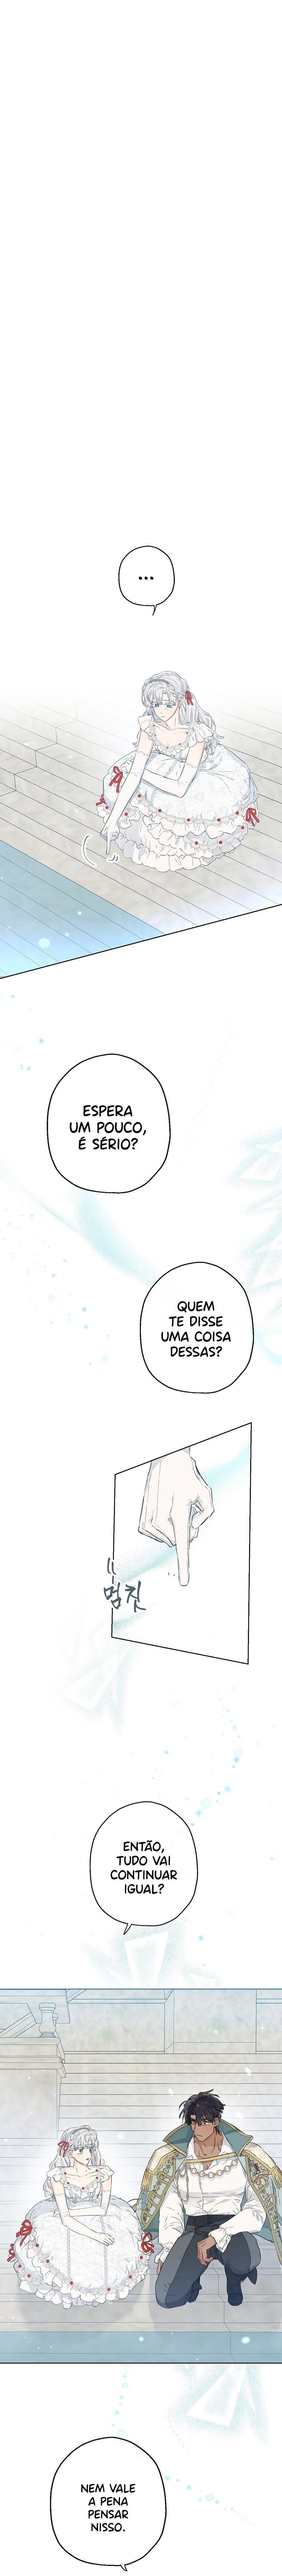 ...
ESPERA
UM POUCO,
É SÉRIO?
QUEM
TE DISSE
UMA COISA
DESSAS?
멈칫
ENTÃO,
TUDO VAI
CONTINUAR
IGUAL?
NEM VALE
A PENA
PENSAR
NISSO.